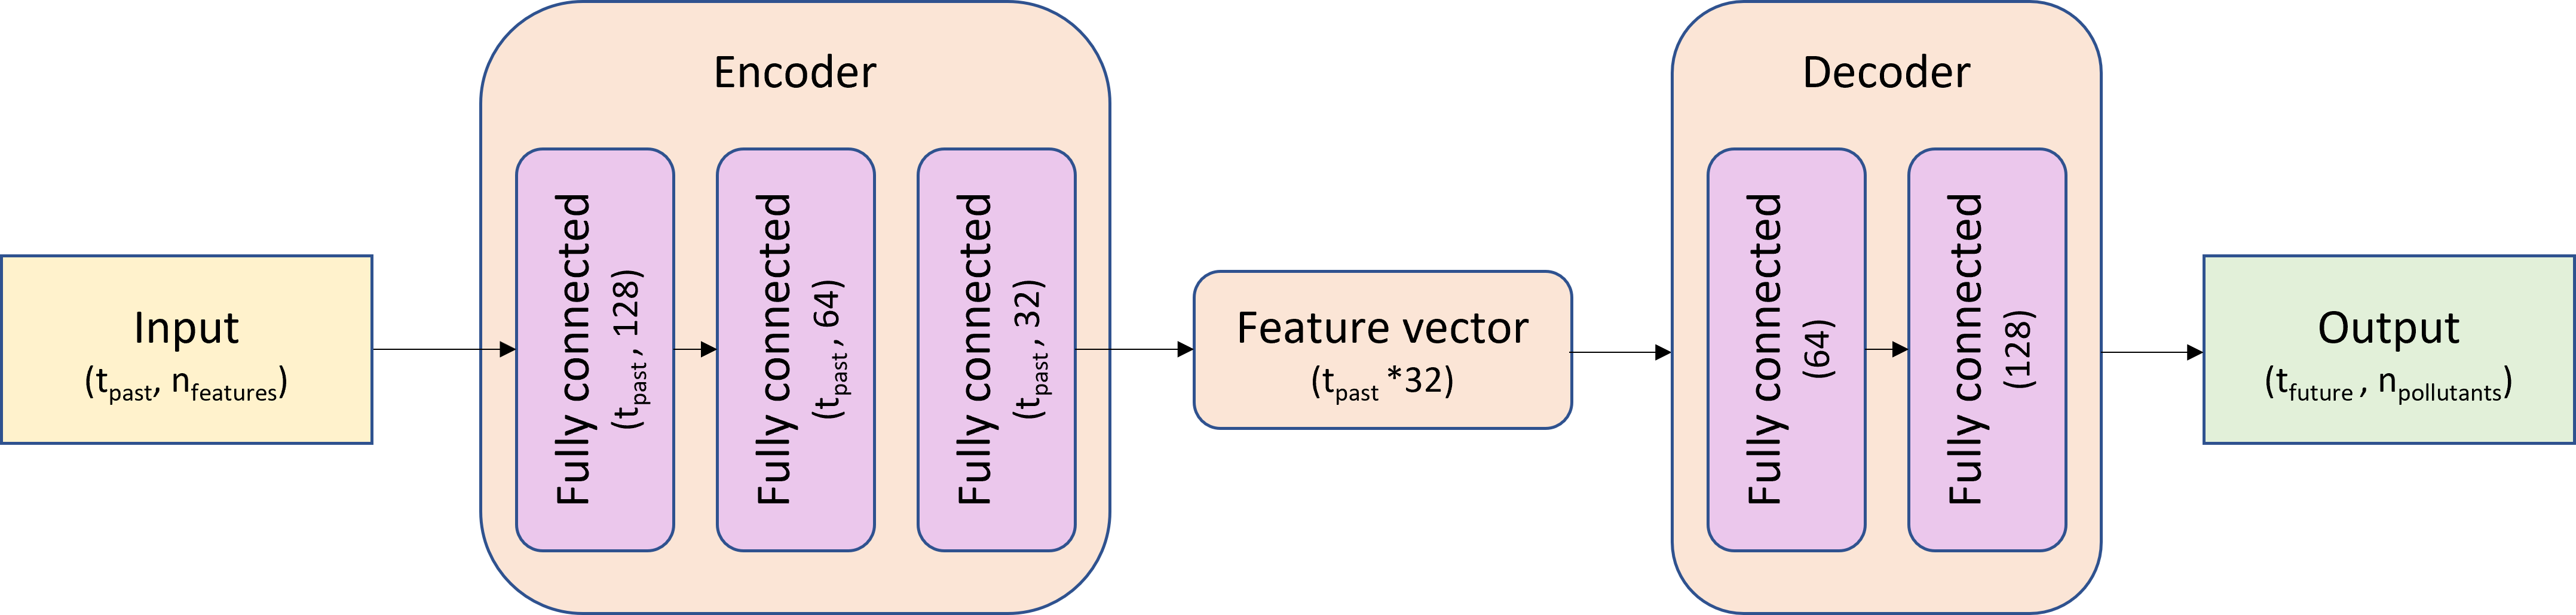 Encoder
Decoder
Input
(tpast, nfeatures)
Fully connected
(tpast, 128)
Fully connected
(tpast, 64)
Fully connected
(tpast, 32)
Feature vector
(tpast *32)
Fully connected
(64)
Fully connected
(128)
Output
(tfuture , npollutants)